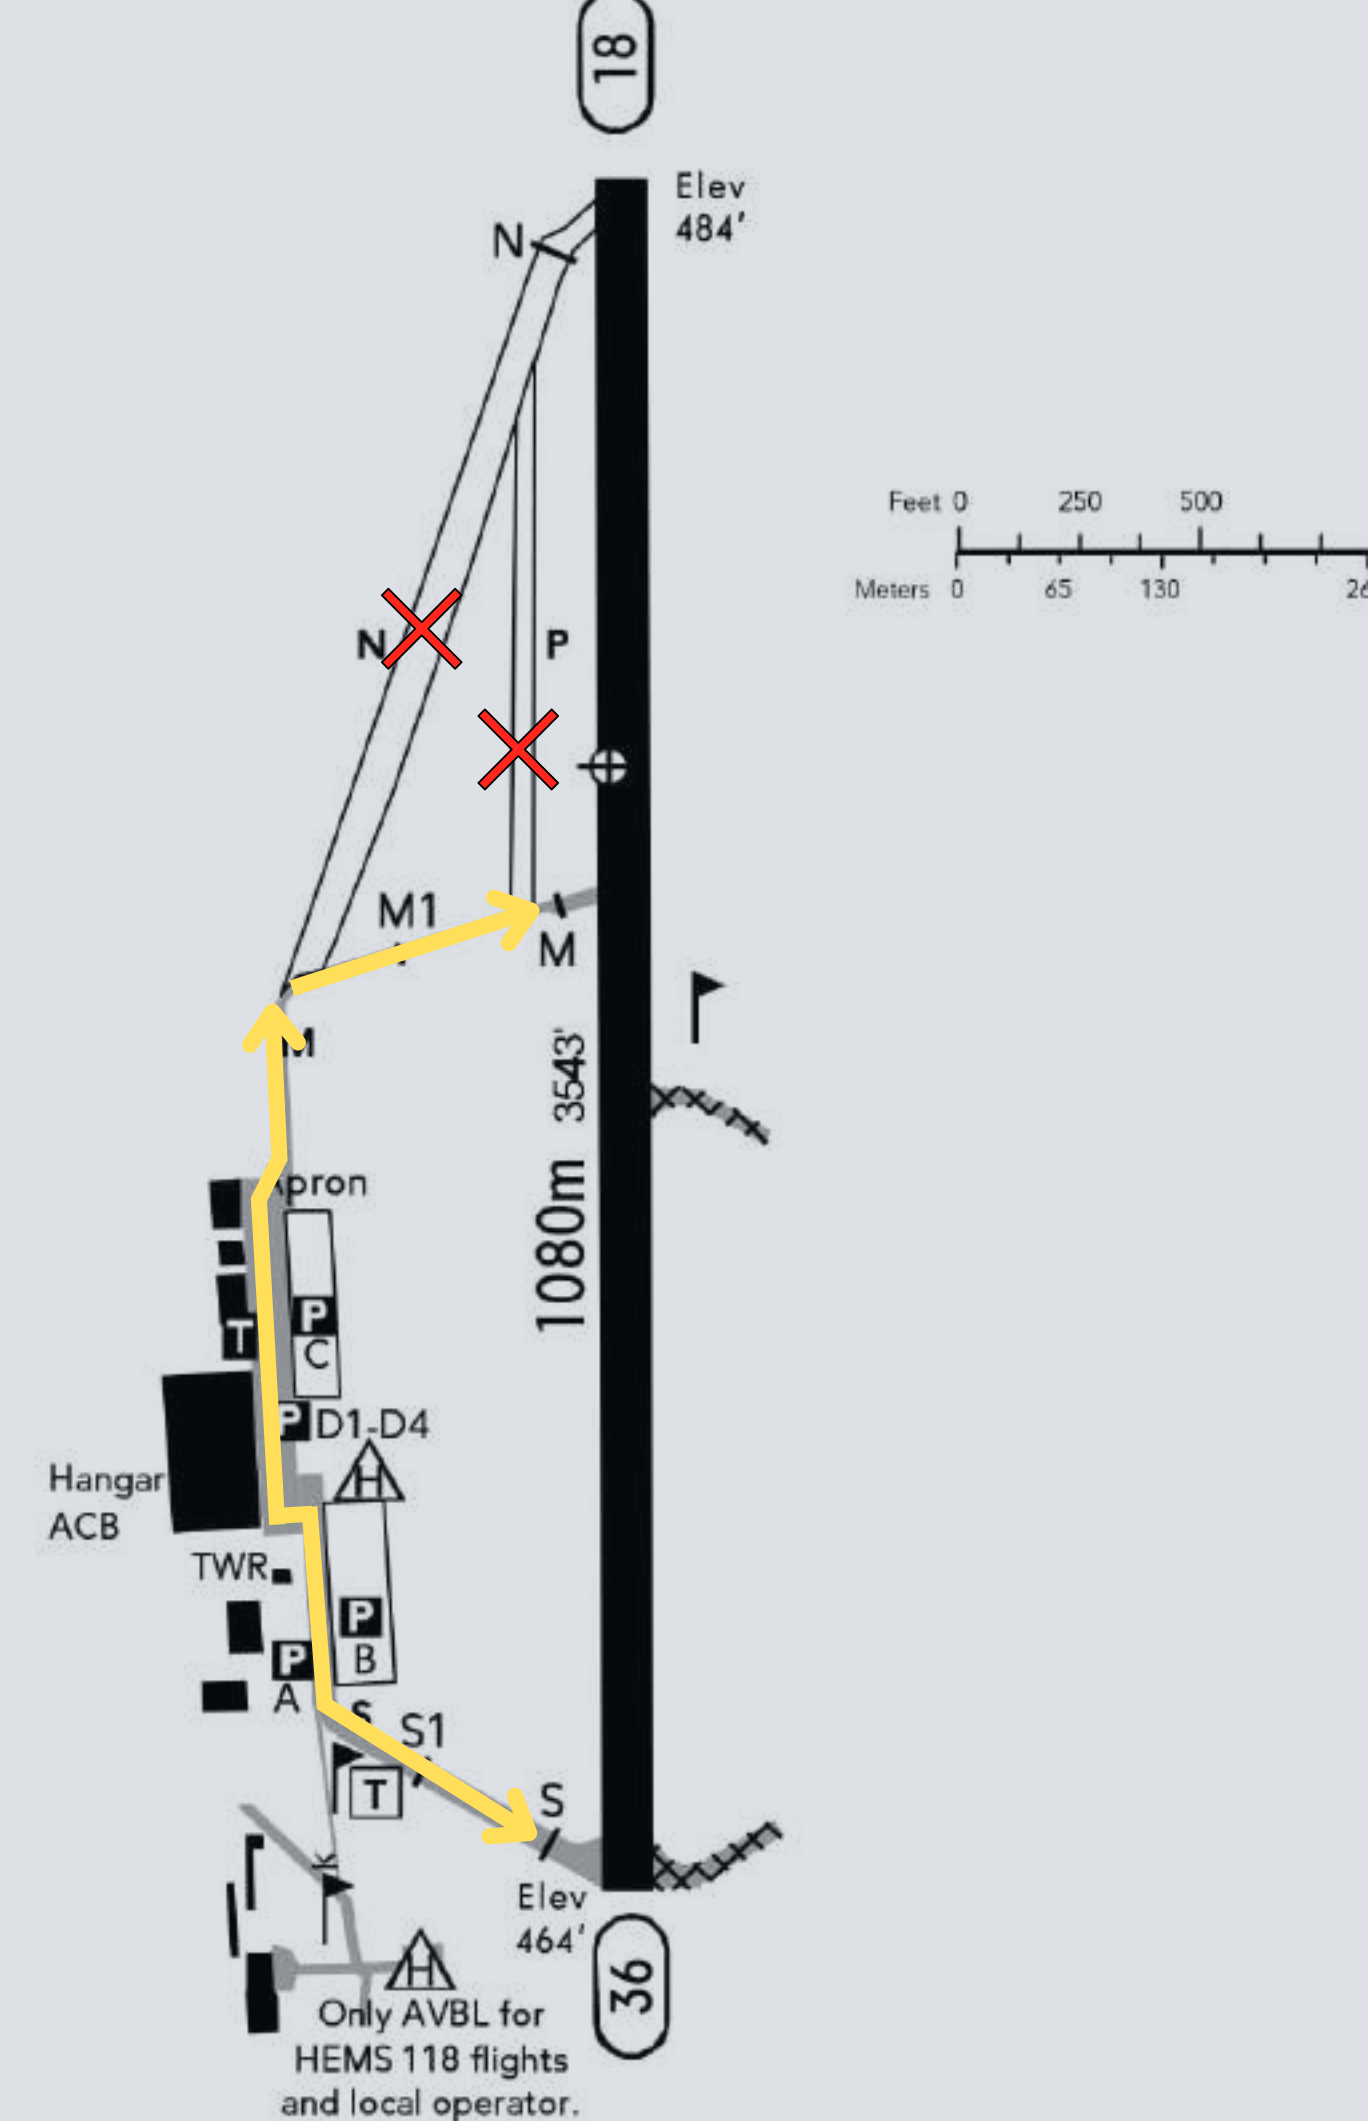 18
Elev
484'
N
Feet 0 250 500
Meters 0 65 130
N
P
M1
M
M
1080m 3543'
Apron
P
C
T
P D1-D4
H
Hangar
ACB
TWR
P
B
P
A
S
S1
T
S
K
Elev
464'
36
H
Only AVBL for
HEMS 118 flights
and local operator.